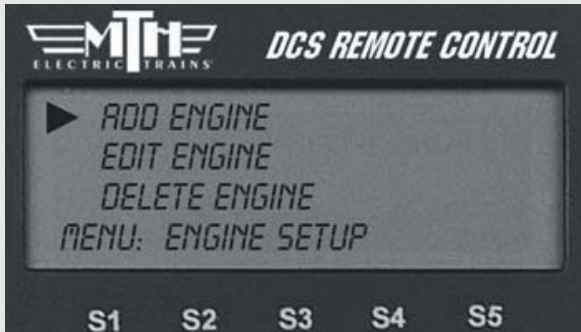 MTH
ELECTRIC TRAINS
DCS REMOTE CONTROL
ADD ENGINE
EDIT ENGINE
DELETE ENGINE
MENU: ENGINE SETUP
S1 S2 S3 S4 S5